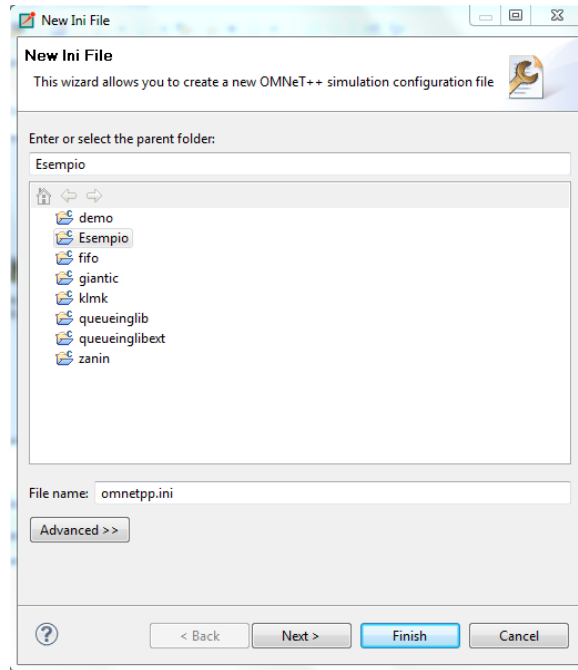 New Ini File
New Ini File
This wizard allows you to create a new OMNeT++ simulation configuration file
Enter or select the parent folder:
Esempio
demo
Esempio
fifo
giantic
klmk
queueinglib
queueinglibext
zanin
File name: omnetpp.ini
Advanced >>
< Back Next > Finish Cancel